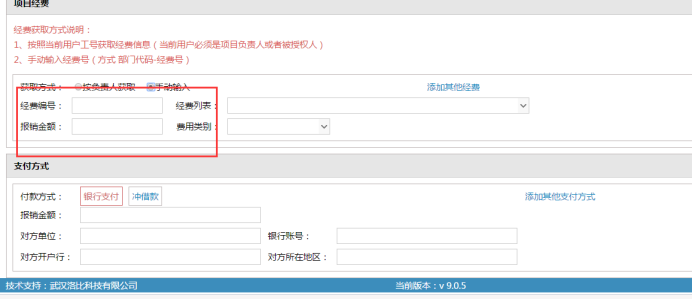 项目经费
经费获取方式说明：
1、按照当前用户工号获取经费信息（当前用户必须是项目负责人或者被授权人）
2、手动输入经费号（方式 部门代码-经费号）
获取方式： 按负责人获取 手动输入 添加其他经费
经费编号： 经费列表：
报销金额： 费用类别：
支付方式
付款方式： 银行支付 冲借款 添加其他支付方式
报销金额：
对方单位： 银行账号：
对方开户行： 对方所在地区：
技术支持：武汉洛比科技有限公司 当前版本：v 9.0.5